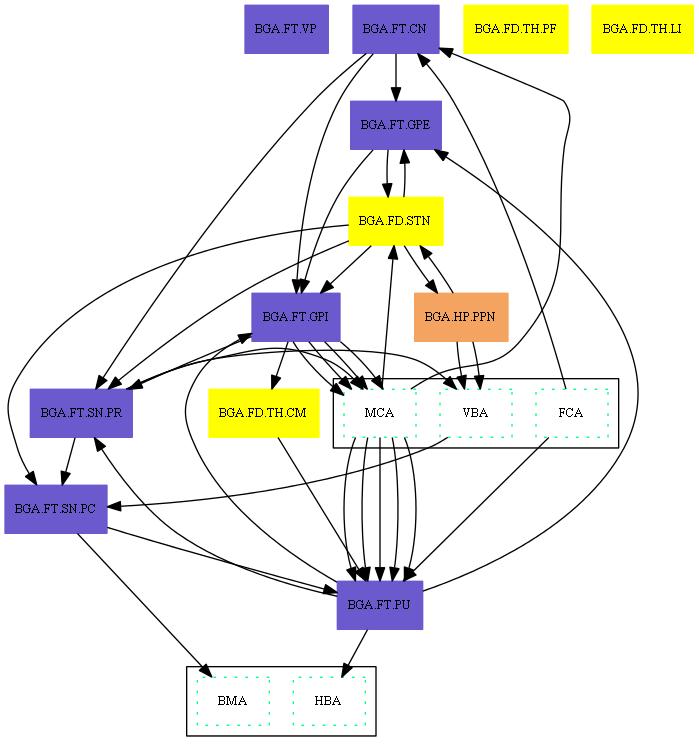 BGA.FT.VP
BGA.FT.CN
BGA.FD.TH.PF
BGA.FD.TH.LI
BGA.FT.GPE
BGA.FD.STN
BGA.FT.GPI
BGA.HP.PPN
BGA.FT.SN.PR
BGA.FD.TH.CM
MCA
VBA
FCA
BGA.FT.SN.PC
BGA.FT.PU
BMA
HBA